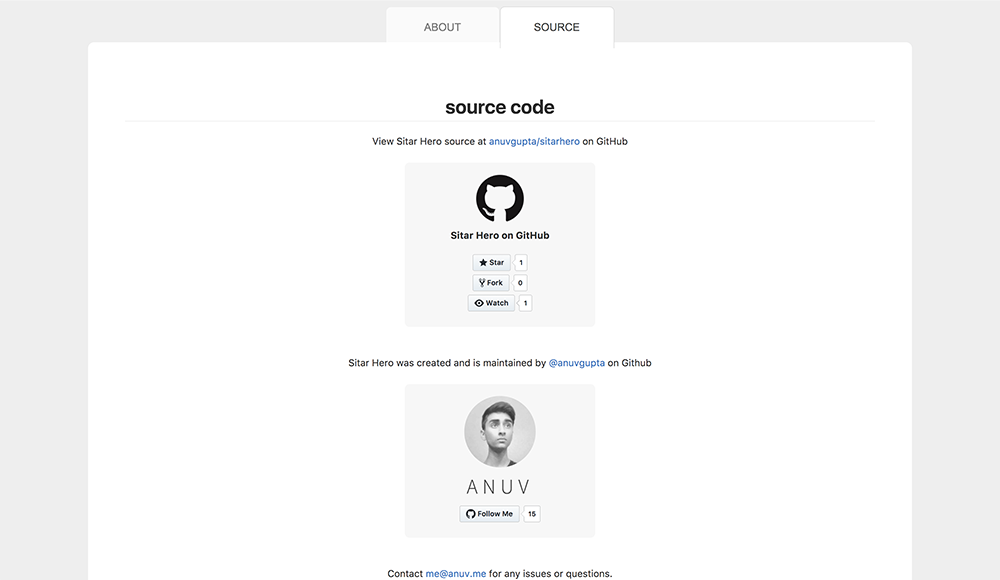 ABOUT
SOURCE
source code
View Sitar Hero source at anuvgupta/sitarhero on GitHub
Sitar Hero on GitHub
Star 1
Fork 0
Watch 1
Sitar Hero was created and is maintained by @anuvgupta on Github
ANUV
Follow Me 15
Contact me@anuv.me for any issues or questions.